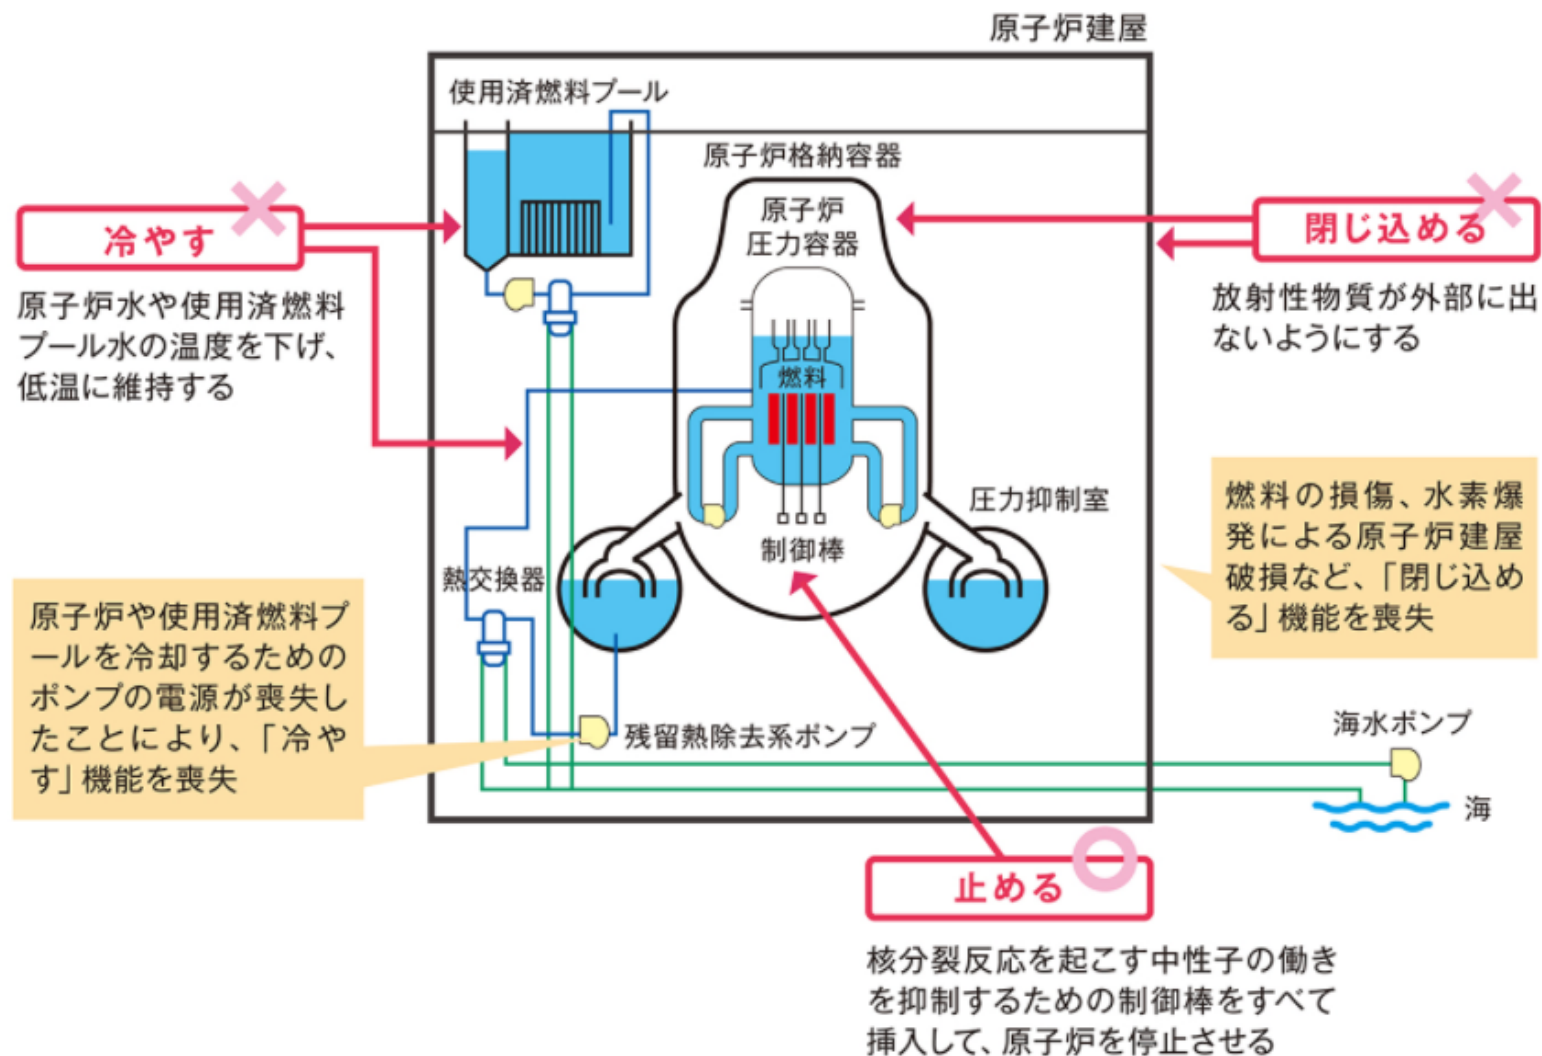 原子炉建屋
使用済燃料プール
原子炉格納容器
原子炉
圧力容器
冷やす
原子炉水や使用済燃料
プール水の温度を下げ、
低温に維持する
閉じ込める
放射性物質が外部に出
ないようにする
燃料
制御棒
圧力抑制室
燃料の損傷、水素爆
発による原子炉建屋
破損など、「閉じ込め
る」機能を喪失
熱交換器
原子炉や使用済燃料プ
ールを冷却するための
ポンプの電源が喪失し
たことにより、「冷や
す」機能を喪失
残留熱除去系ポンプ
海水ポンプ
海
止める
核分裂反応を起こす中性子の働き
を抑制するための制御棒をすべて
挿入して、原子炉を停止させる